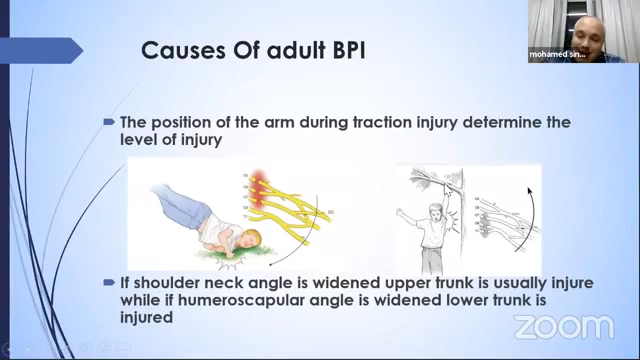 Causes Of adult BPI
mohamed sin...
The position of the arm during traction injury determine the
level of injury
If shoulder neck angle is widened upper trunk is usually injure
while if humeroscapular angle is widened lower trunk is
injured
zoom